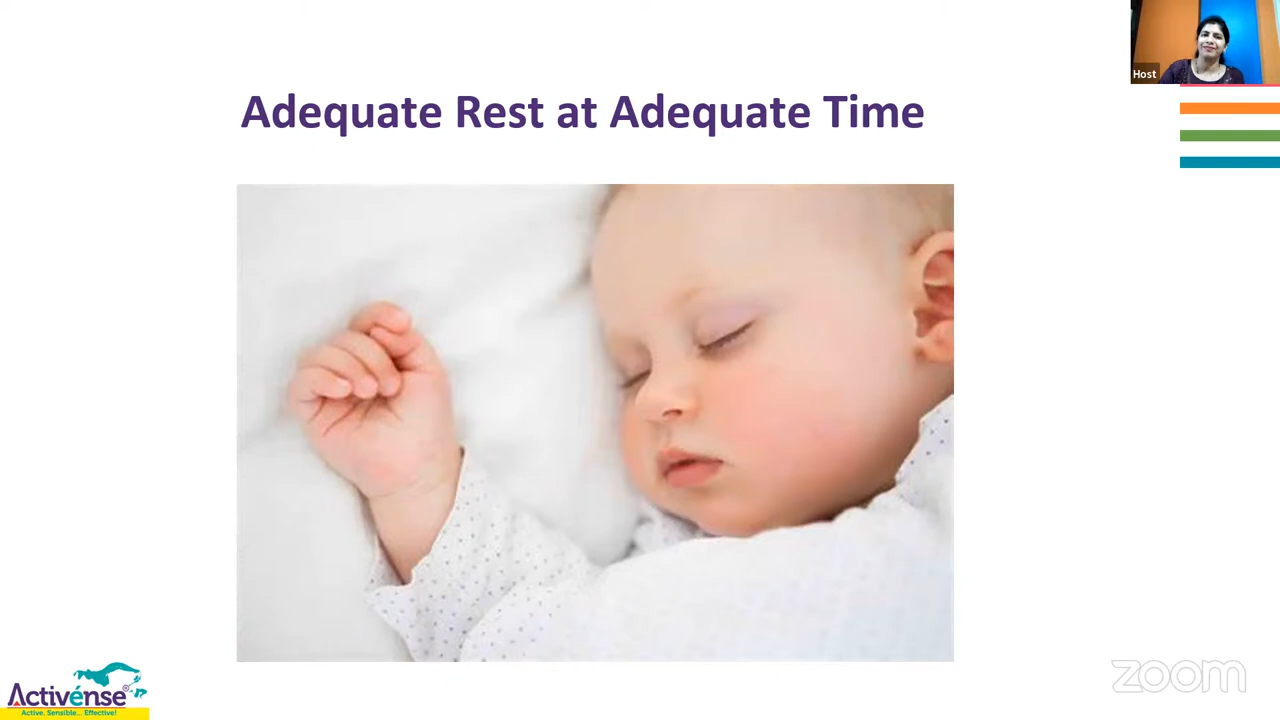 Host
Adequate Rest at Adequate Time
Activénse®
Active. Sensible... Effective!
zoom